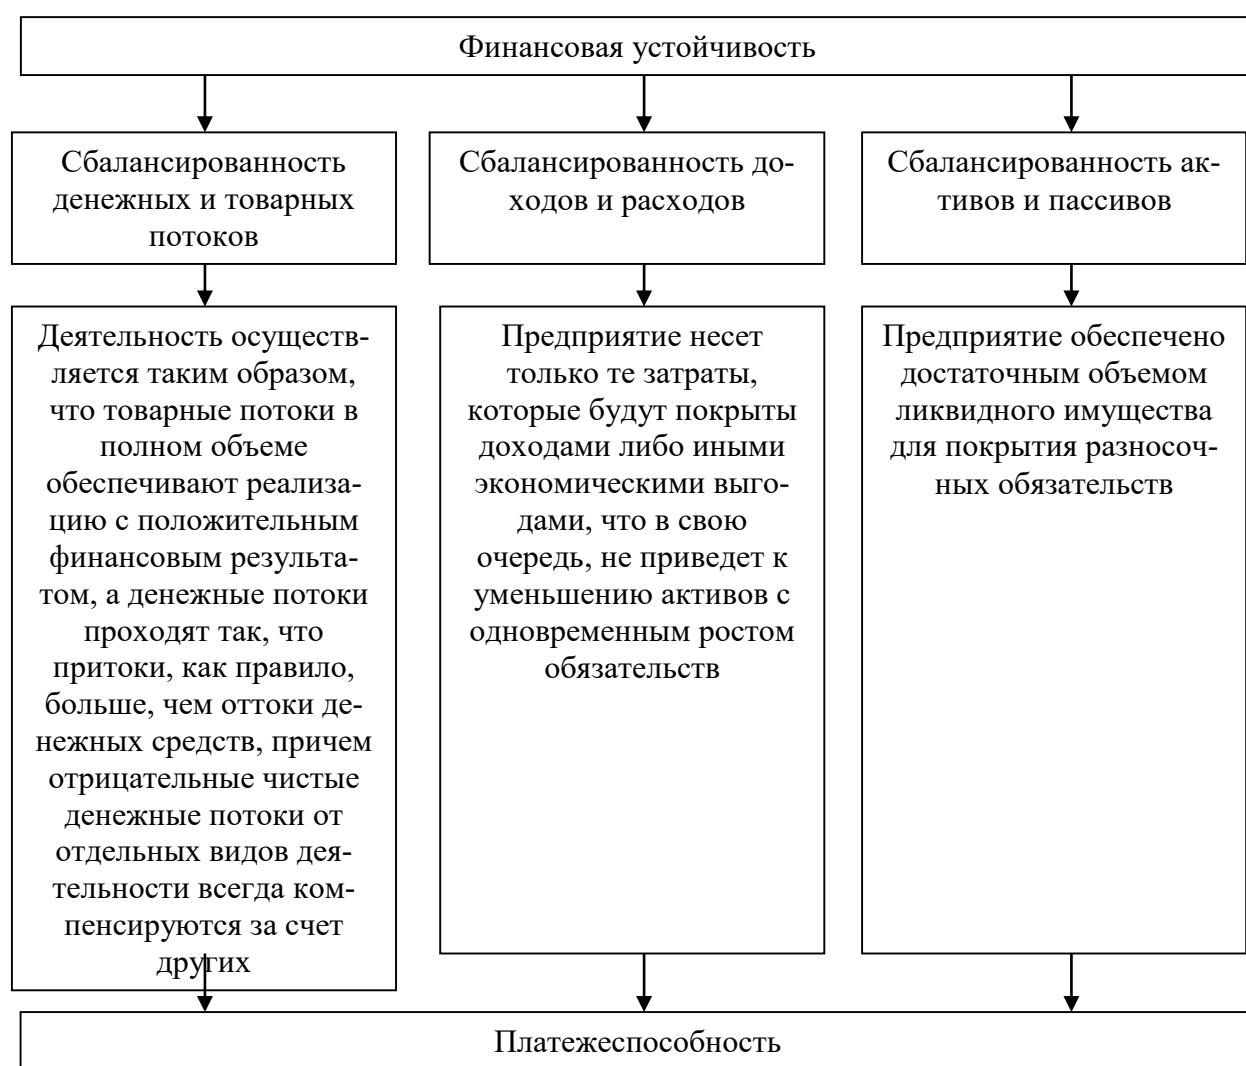 Финансовая устойчивость
Сбалансированность
денежных и товарных
потоков
Сбалансированность до-
ходов и расходов
Сбалансированность ак-
тивов и пассивов
Деятельность осуществ-
ляется таким образом,
что товарные потоки в
полном объеме
обеспечивают реализа-
цию с положительным
финансовым результа-
том, а денежные потоки
проходят так, что
притоки, как правило,
больше, чем оттоки де-
нежных средств, причем
отрицательные чистые
денежные потоки от
отдельных видов дея-
тельности всегда ком-
пенсируются за счет
других
Предприятие несет
только те затраты,
которые будут покрыты
доходами либо иными
экономическими выго-
дами, что в свою
очередь, не приведет к
уменьшению активов с
одновременным ростом
обязательств
Предприятие обеспечено
достаточным объемом
ликвидного имущества
для покрытия разносоч-
ных обязательств
Платежеспособность